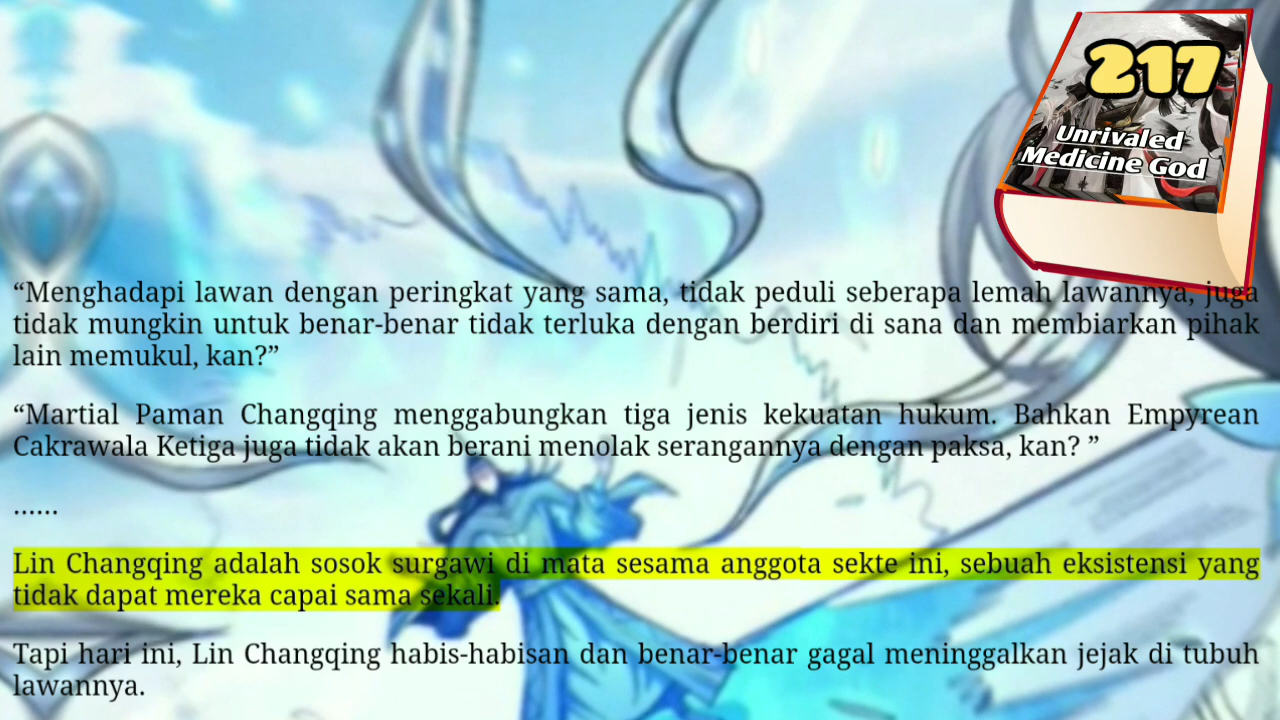 217
Unrivaled
Medicine God
“Menghadapi lawan dengan peringkat yang sama, tidak peduli seberapa lemah lawannya, juga
tidak mungkin untuk benar-benar tidak terluka dengan berdiri di sana dan membiarkan pihak
lain memukul, kan?”
“Martial Paman Changqing menggabungkan tiga jenis kekuatan hukum. Bahkan Empyrean
Cakrawala Ketiga juga tidak akan berani menolak serangannya dengan paksa, kan? ”
……
Lin Changqing adalah sosok surgawi di mata sesama anggota sekte ini, sebuah eksistensi yang
tidak dapat mereka capai sama sekali.
Tapi hari ini, Lin Changqing habis-habisan dan benar-benar gagal meninggalkan jejak di tubuh
lawannya.